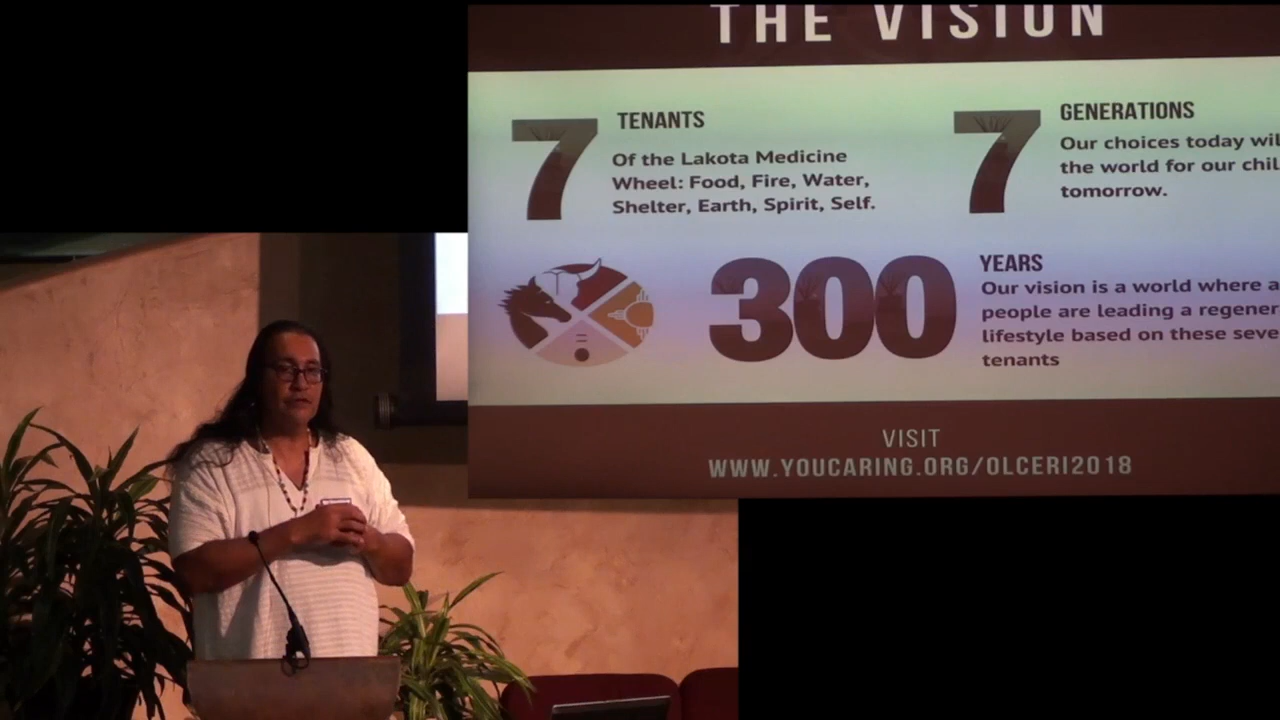 THE VISION
7
TENANTS
Of the Lakota Medicine
Wheel: Food, Fire, Water,
Shelter, Earth, Spirit, Self.
7
GENERATIONS
Our choices today wil
the world for our chil
tomorrow.
300
YEARS
Our vision is a world where a
people are leading a regener
lifestyle based on these seve
tenants
VISIT
WWW.YOUCARING.ORG/OLCERI2018